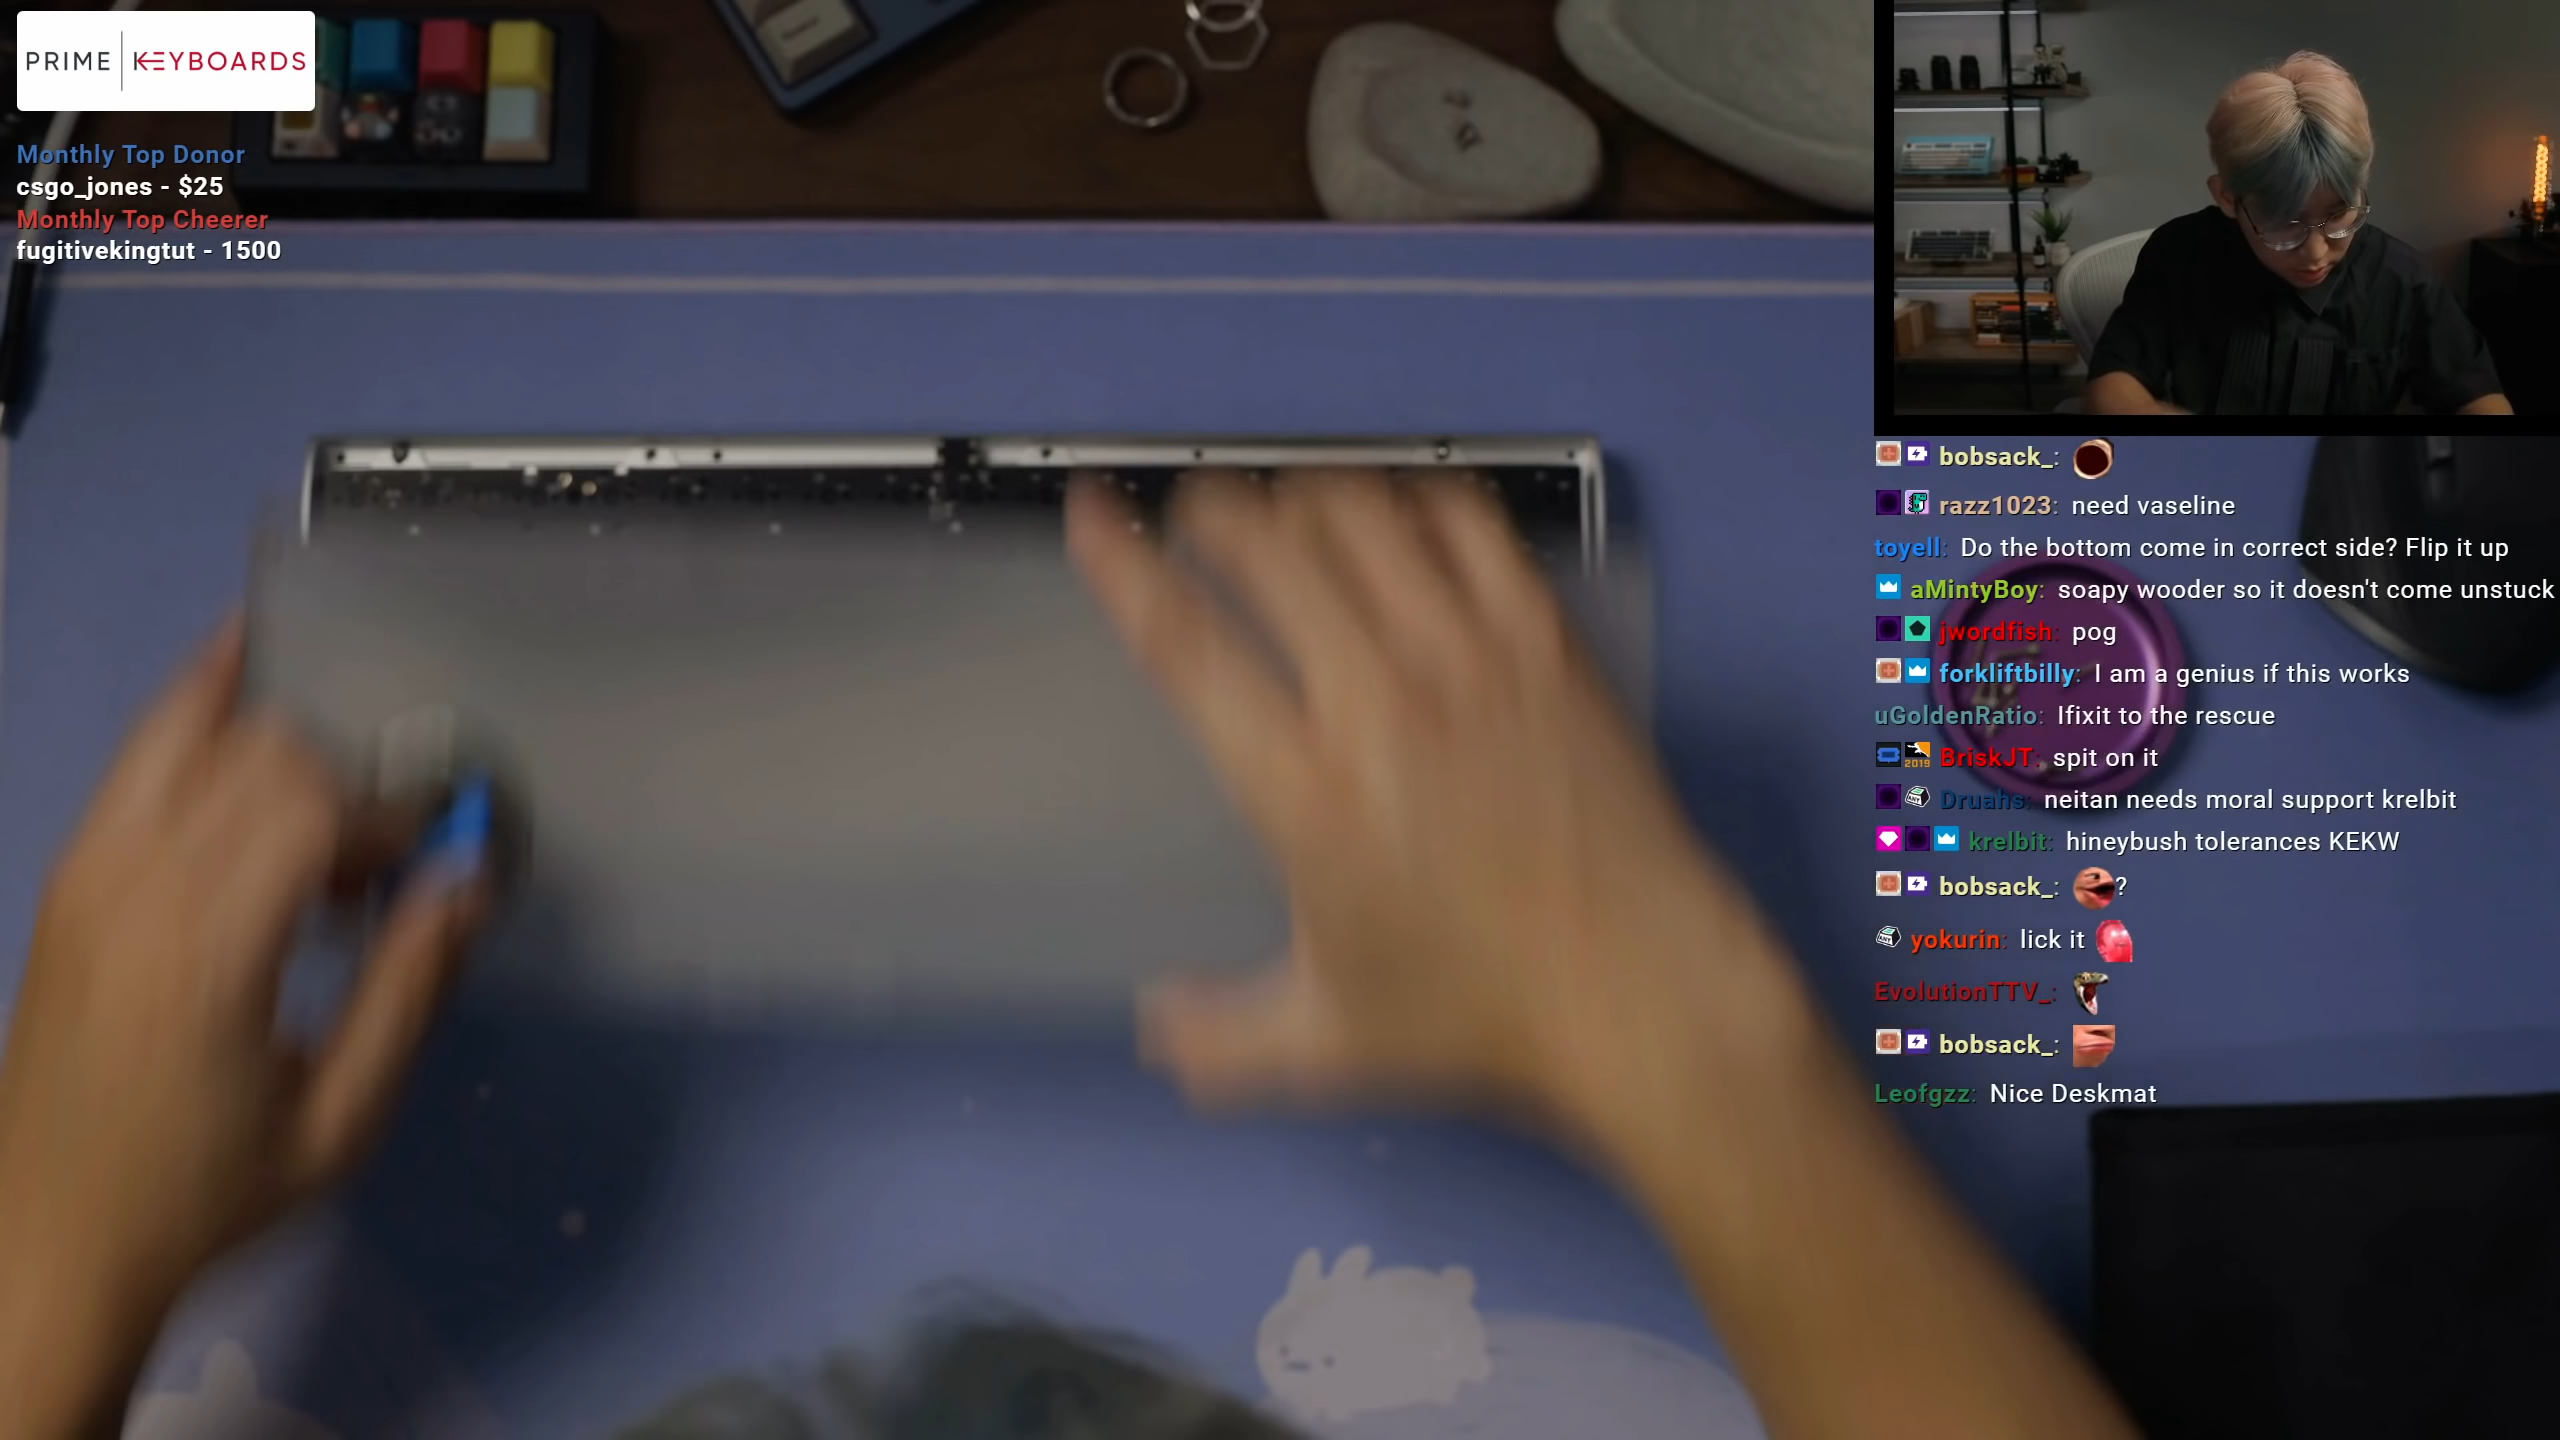 PRIME KEYBOARDS
Monthly Top Donor
csgo_jones - $25
Monthly Top Cheerer
fugitivekingtut - 1500
bobsack_:
razz1023: need vaseline
toyell: Do the bottom come in correct side? Flip it up
aMintyBoy: soapy wooder so it doesn't come unstuck
jwordfish: pog
forkliftbilly: I am a genius if this works
uGoldenRatio: Ifixit to the rescue
2019 BriskJT: spit on it
Druahs: neitan needs moral support krelbit
krelbit: hineybush tolerances KEKW
bobsack_: ?
yokurin: lick it
EvolutionTTV_:
bobsack_:
Leofgzz: Nice Deskmat